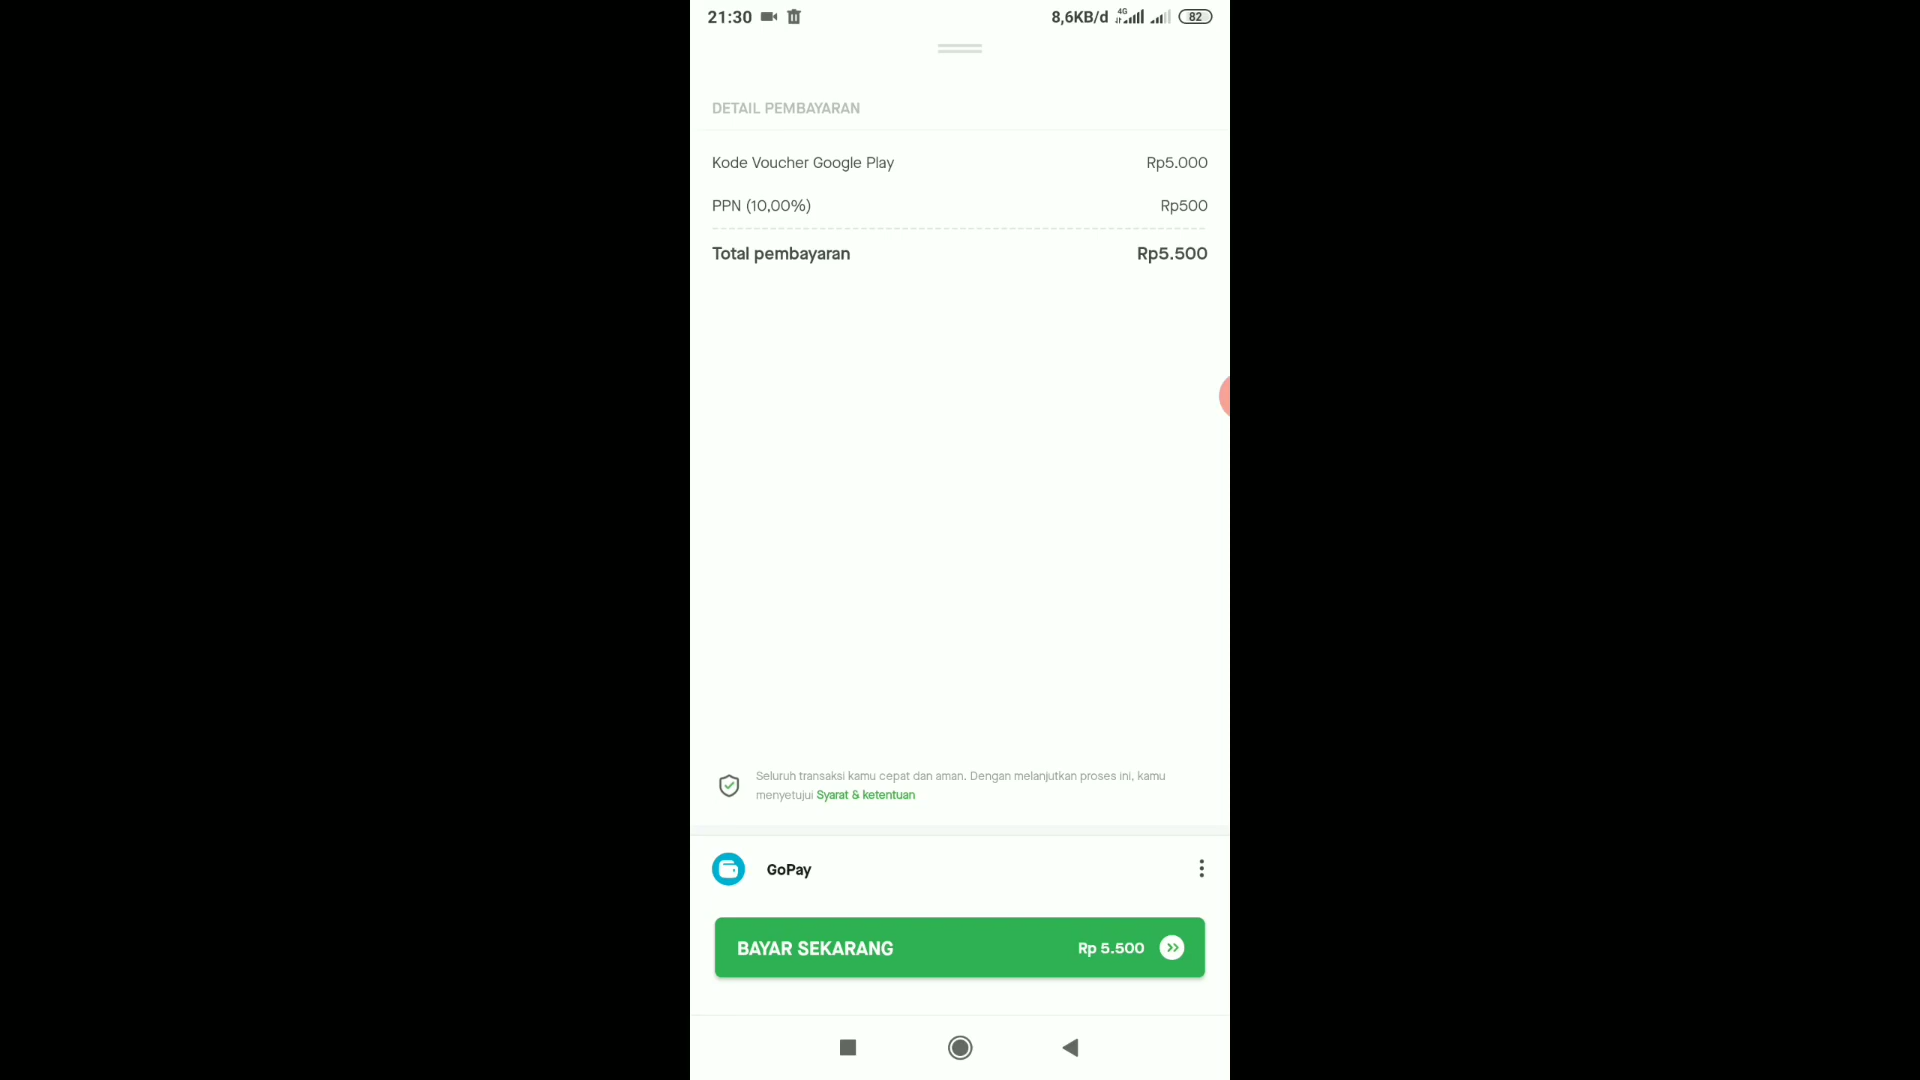 21:30 8,6KB/d 4G 82
DETAIL PEMBAYARAN
Kode Voucher Google Play Rp5.000
PPN (10,00%) Rp500
Total pembayaran Rp5.500
Seluruh transaksi kamu cepat dan aman. Dengan melanjutkan proses ini, kamu
menyetujui Syarat & ketentuan
GoPay
BAYAR SEKARANG Rp 5.500